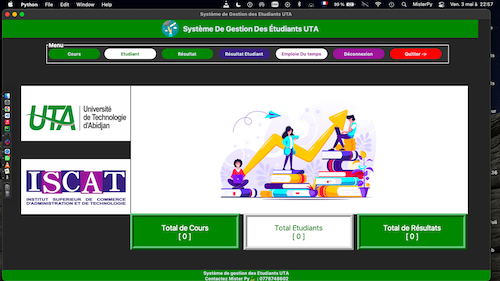 Python File Edit Window Help
99 % MisterPy Ven. 3 mai à 22:57
Système de Gestion des Etudiants UTA
Système De Gestion Des Étudiants UTA
Menu
Cours Etudiant Résultat Résultat Etudiant Emploie Du temps Déconnexion Quitter ->
UTA Université
de Technologie
d'Abidjan
ISCAT
INSTITUT SUPERIEUR DE COMMERCE
D'ADMINISTRATION ET DE TECHNOLOGIE
Total de Cours Total Etudiants Total de Résultats
[ 0 ] [ 0 ] [ 0 ]
Système de gestion des Etudiants UTA
Contactez Mister Py : 0778748602